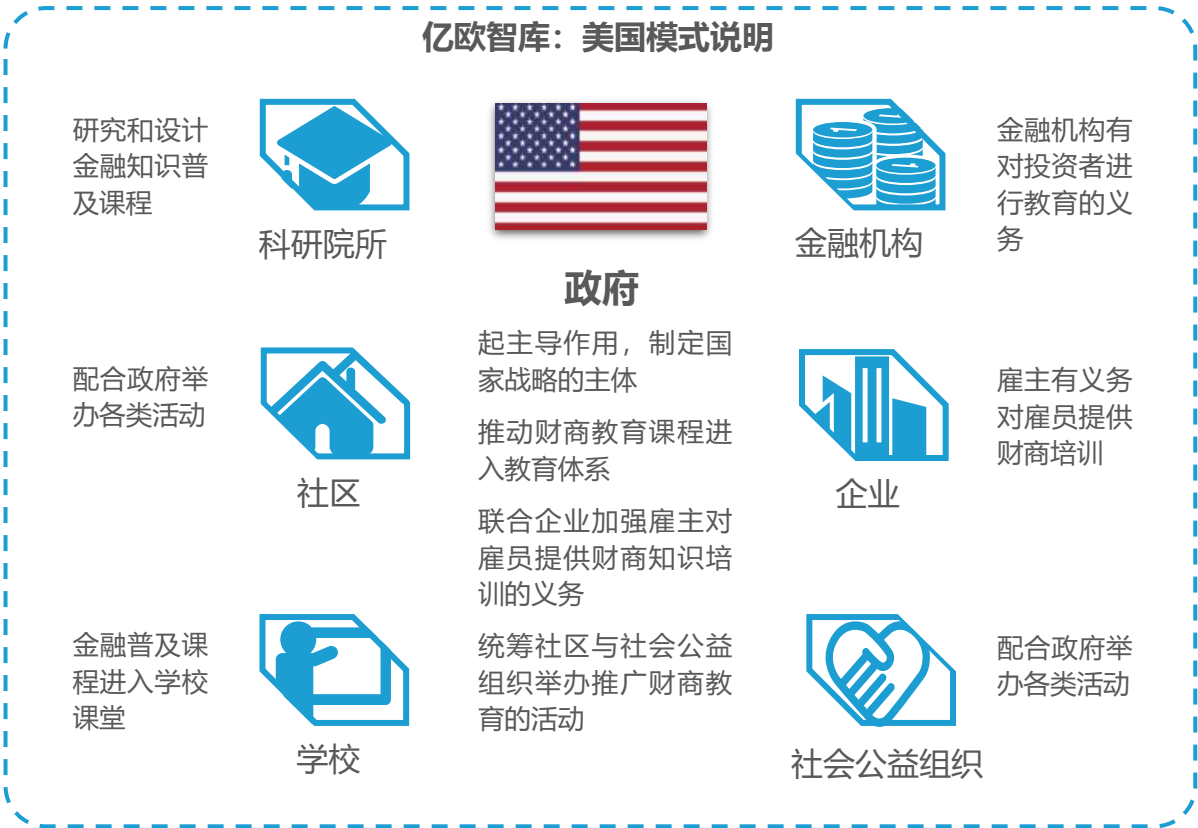 亿欧智库：美国模式说明
研究和设计
金融知识普
及课程
科研院所
金融机构
金融机构有
对投资者进
行教育的义
务
政府
起主导作用，制定国
家战略的主体
推动财商教育课程进
入教育体系
联合企业加强雇主对
雇员提供财商知识培
训的义务
统筹社区与社会公益
组织举办推广财商教
育的活动
配合政府举
办各类活动
社区
企业
雇主有义务
对雇员提供
财商培训
金融普及课
程进入学校
课堂
学校
社会公益组织
配合政府举
办各类活动